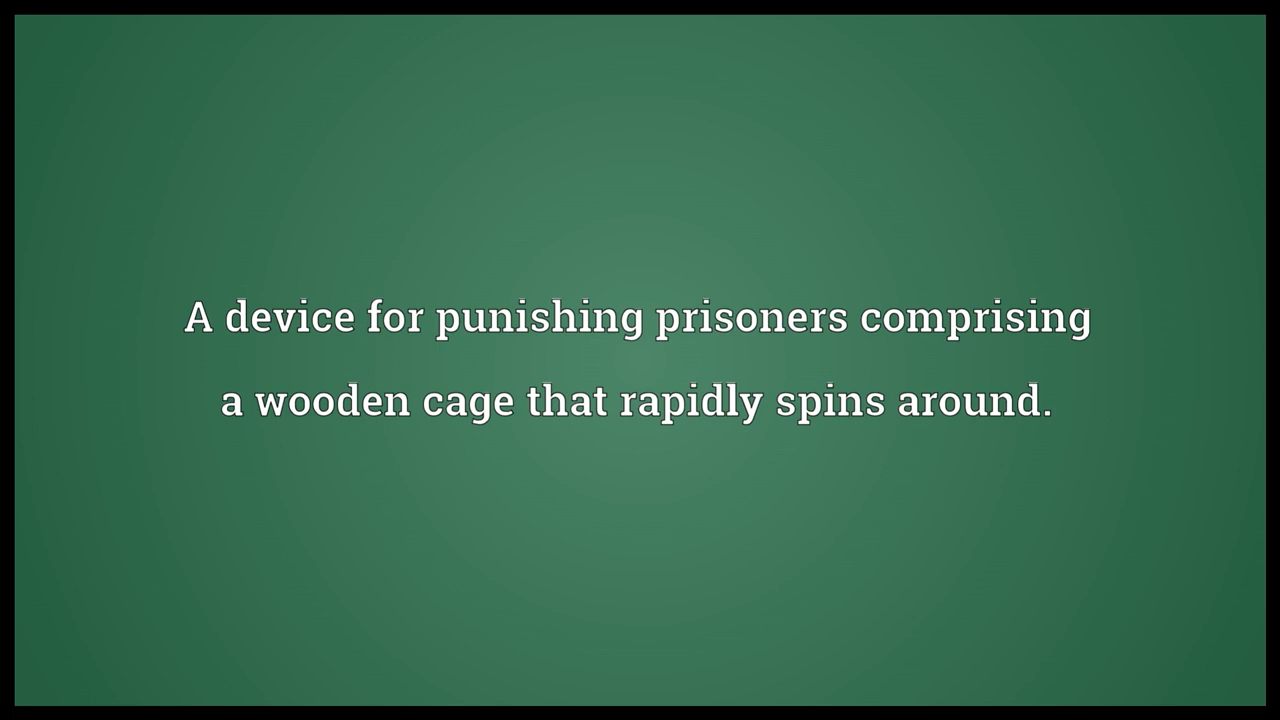 A device for punishing prisoners comprising
a wooden cage that rapidly spins around.